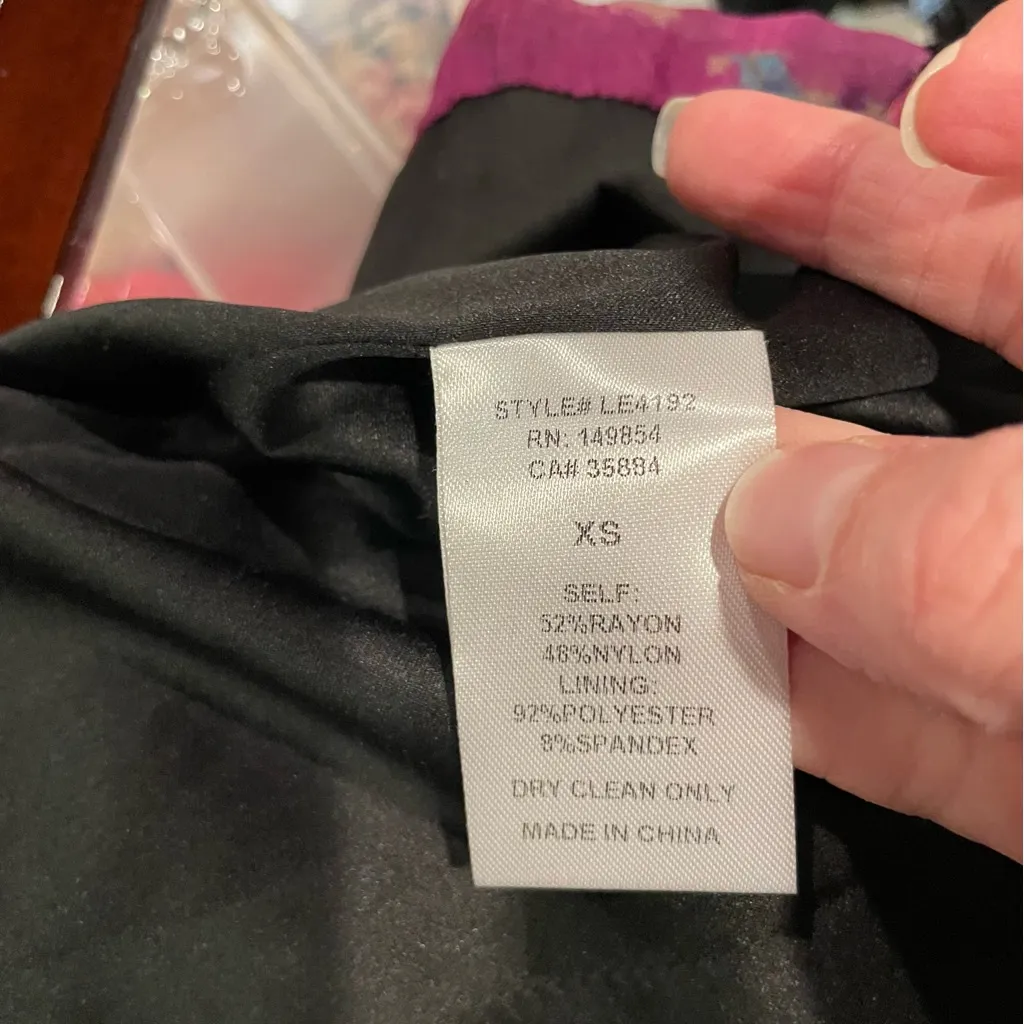 STYLE# LE4192
RN: 149854
CA# 35884
XS
SELF:
52%RAYON
48%NYLON
LINING:
92%POLYESTER
8%SPANDEX
DRY CLEAN ONLY
MADE IN CHINA